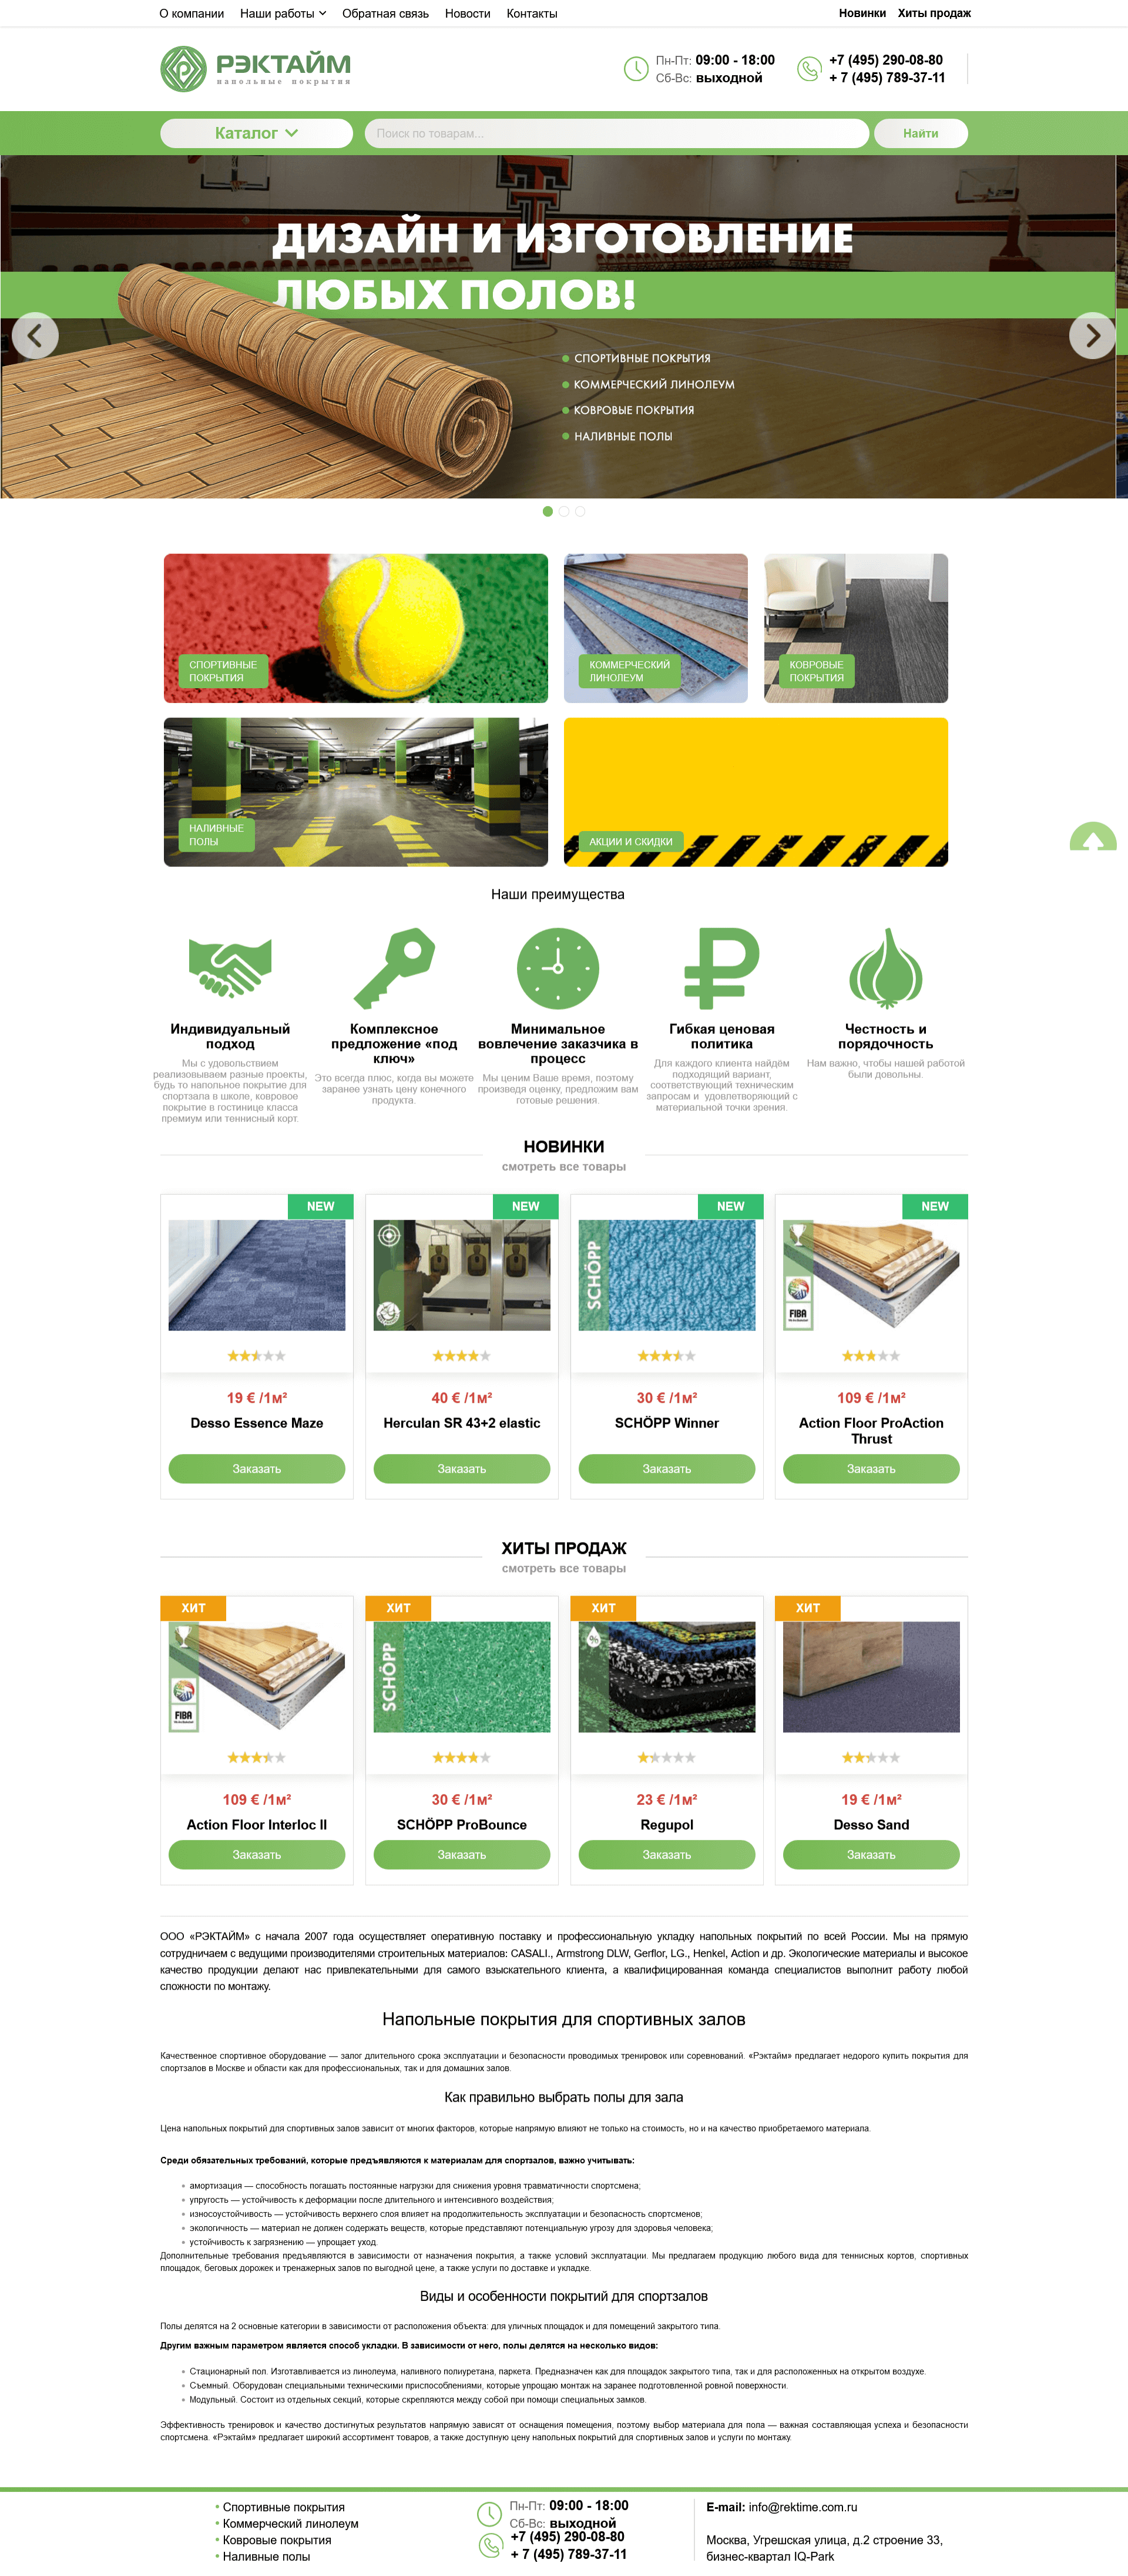 О компании Наши работы Обратная связь Новости Контакты Новинки Хиты продаж
РЭКТАЙМ
напольные покрытия
Пн-Пт: 09:00 - 18:00
Сб-Вс: выходной
+7 (495) 290-08-80
+ 7 (495) 789-37-11
Каталог Поиск по товарам... Найти
ДИЗАЙН И ИЗГОТОВЛЕНИЕ
ЛЮБЫХ ПОЛОВ!
СПОРТИВНЫЕ ПОКРЫТИЯ
КОММЕРЧЕСКИЙ ЛИНОЛЕУМ
КОВРОВЫЕ ПОКРЫТИЯ
НАЛИВНЫЕ ПОЛЫ
СПОРТИВНЫЕ
ПОКРЫТИЯ
КОММЕРЧЕСКИЙ
ЛИНОЛЕУМ
КОВРОВЫЕ
ПОКРЫТИЯ
НАЛИВНЫЕ
ПОЛЫ
АКЦИИ И СКИДКИ
Наши преимущества
Индивидуальный
подход
Мы с удовольствием
реализовываем разные проекты,
будь то напольное покрытие для
спортзала в школе, ковровое
покрытие в гостинице класса
премиум или теннисный корт.
Комплексное
предложение «под
ключ»
Это всегда плюс, когда вы можете
заранее узнать цену конечного
продукта.
Минимальное
вовлечение заказчика в
процесс
Мы ценим Ваше время, поэтому
произведя оценку, предложим вам
готовые решения.
Гибкая ценовая
политика
Для каждого клиента найдём
подходящий вариант,
соответствующий техническим
запросам и удовлетворяющий с
материальной точки зрения.
Честность и
порядочность
Нам важно, чтобы нашей работой
были довольны.
НОВИНКИ
смотреть все товары
NEW
19 € /1м²
Desso Essence Maze
Заказать
NEW
40 € /1м²
Herculan SR 43+2 elastic
Заказать
NEW
SCHÖPP
30 € /1м²
SCHÖPP Winner
Заказать
NEW
FIBA
109 € /1м²
Action Floor ProAction
Thrust
Заказать
ХИТЫ ПРОДАЖ
смотреть все товары
ХИТ
FIBA
109 € /1м²
Action Floor Interloc II
Заказать
ХИТ
SCHÖPP
30 € /1м²
SCHÖPP ProBounce
Заказать
ХИТ
%
23 € /1м²
Regupol
Заказать
ХИТ
19 € /1м²
Desso Sand
Заказать
ООО «РЭКТАЙМ» с начала 2007 года осуществляет оперативную поставку и профессиональную укладку напольных покрытий по всей России. Мы на прямую
сотрудничаем с ведущими производителями строительных материалов: CASALI., Armstrong DLW, Gerflor, LG., Henkel, Action и др. Экологические материалы и высокое
качество продукции делают нас привлекательными для самого взыскательного клиента, а квалифицированная команда специалистов выполнит работу любой
сложности по монтажу.
Напольные покрытия для спортивных залов
Качественное спортивное оборудование — залог длительного срока эксплуатации и безопасности проводимых тренировок или соревнований. «Рэктайм» предлагает недорого купить покрытия для
спортзалов в Москве и области как для профессиональных, так и для домашних залов.
Как правильно выбрать полы для зала
Цена напольных покрытий для спортивных залов зависит от многих факторов, которые напрямую влияют не только на стоимость, но и на качество приобретаемого материала.
Среди обязательных требований, которые предъявляются к материалам для спортзалов, важно учитывать:
амортизация — способность погашать постоянные нагрузки для снижения уровня травматичности спортсмена;
упругость — устойчивость к деформации после длительного и интенсивного воздействия;
износоустойчивость — устойчивость верхнего слоя влияет на продолжительность эксплуатации и безопасность спортсменов;
экологичность — материал не должен содержать веществ, которые представляют потенциальную угрозу для здоровья человека;
устойчивость к загрязнению — упрощает уход.
Дополнительные требования предъявляются в зависимости от назначения покрытия, а также условий эксплуатации. Мы предлагаем продукцию любого вида для теннисных кортов, спортивных
площадок, беговых дорожек и тренажерных залов по выгодной цене, а также услуги по доставке и укладке.
Виды и особенности покрытий для спортзалов
Полы делятся на 2 основные категории в зависимости от расположения объекта: для уличных площадок и для помещений закрытого типа.
Другим важным параметром является способ укладки. В зависимости от него, полы делятся на несколько видов:
Стационарный пол. Изготавливается из линолеума, наливного полиуретана, паркета. Предназначен как для площадок закрытого типа, так и для расположенных на открытом воздухе.
Съемный. Оборудован специальными техническими приспособлениями, которые упрощаю монтаж на заранее подготовленной ровной поверхности.
Модульный. Состоит из отдельных секций, которые скрепляются между собой при помощи специальных замков.
Эффективность тренировок и качество достигнутых результатов напрямую зависят от оснащения помещения, поэтому выбор материала для пола — важная составляющая успеха и безопасности
спортсмена. «Рэктайм» предлагает широкий ассортимент товаров, а также доступную цену напольных покрытий для спортивных залов и услуги по монтажу.
Спортивные покрытия
Коммерческий линолеум
Ковровые покрытия
Наливные полы
Пн-Пт: 09:00 - 18:00
Сб-Вс: выходной
+7 (495) 290-08-80
+ 7 (495) 789-37-11
E-mail: info@rektime.com.ru
Москва, Угрешская улица, д.2 строение 33,
бизнес-квартал IQ-Park